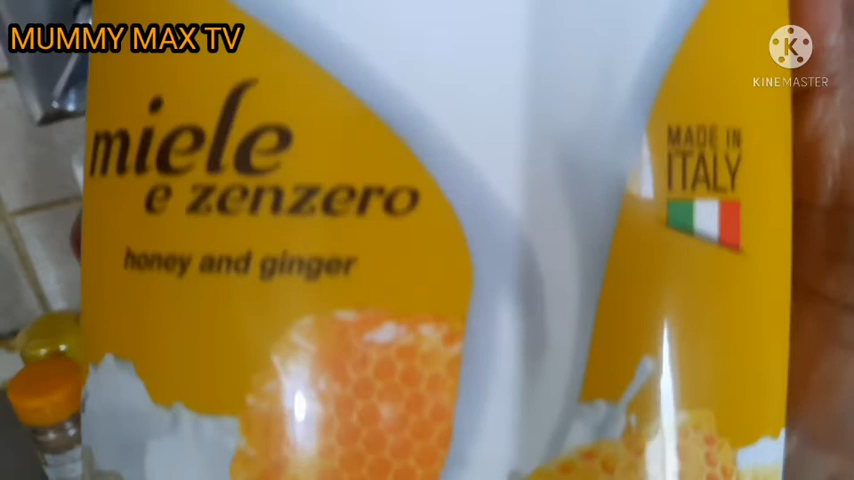 MUMMY MAX TV
KINEMASTER
miele
e zenzero
honey and ginger
MADE IN
ITALY